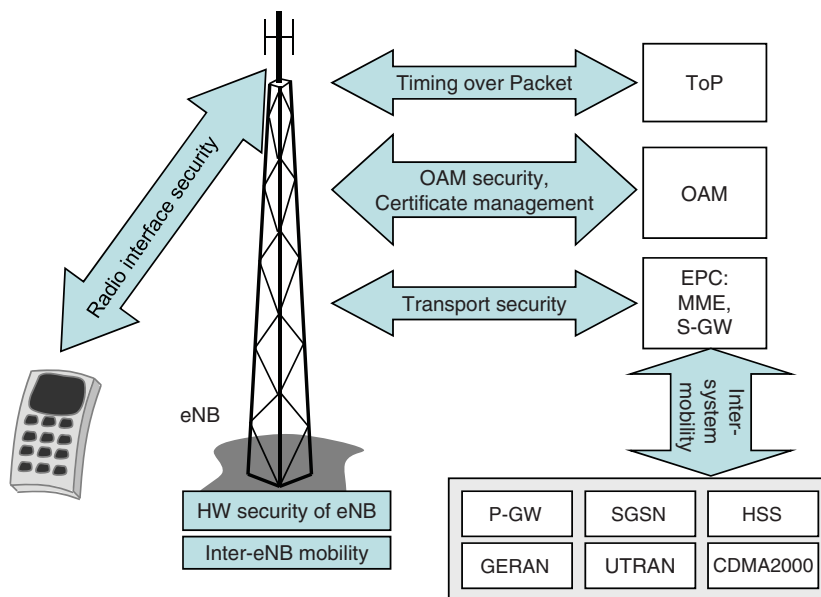 Timing over Packet
ToP
Radio interface security
OAM security,
Certificate management
OAM
Transport security
EPC:
MME,
S-GW
Inter-
system
mobility
eNB
HW security of eNB
Inter-eNB mobility
P-GW
SGSN
HSS
GERAN
UTRAN
CDMA2000